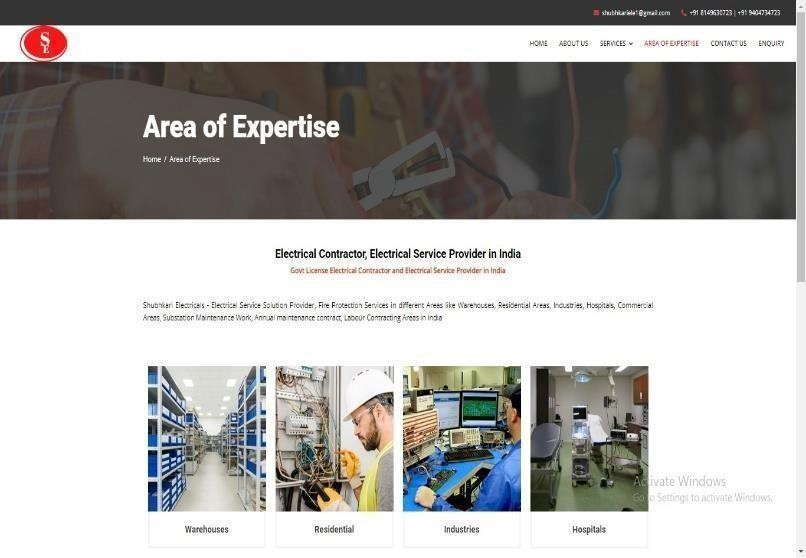 shubhkariele1@gmail.com +91 8149630723 | +91 9404734723
SE
HOME ABOUT US SERVICES AREA OF EXPERTISE CONTACT US ENQUIRY
Area of Expertise
Home / Area of Expertise
Electrical Contractor, Electrical Service Provider in India
Govt License Electrical Contractor and Electrical Service Provider in India
Shubhkari Electricals - Electrical Service Solution Provider, Fire Protection Services in different Areas like Warehouses, Residential Areas, Industries, Hospitals, Commercial
Areas, Substation Maintenance Work, Annual maintenance contract, Labour Contracting Areas in India
Activate Windows
Go to Settings to activate Windows.
Warehouses Residential Industries Hospitals